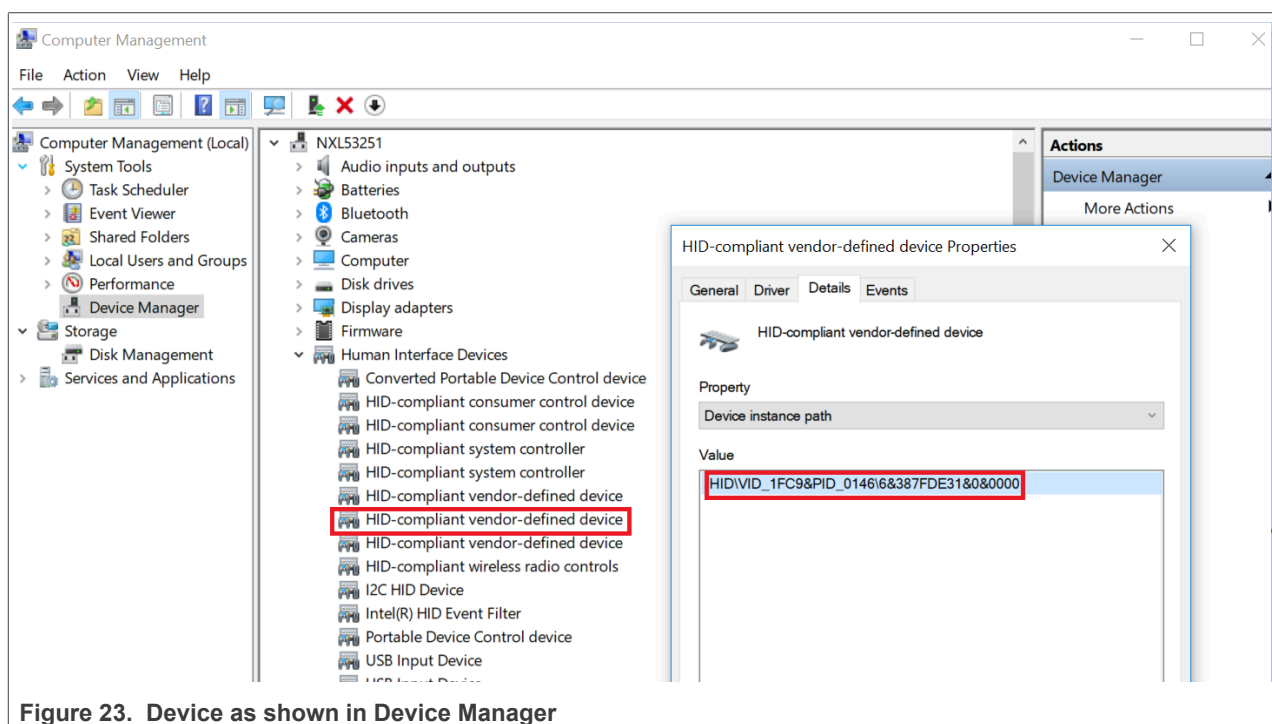 Computer Management
File Action View Help
Computer Management (Local)
System Tools
Task Scheduler
Event Viewer
Shared Folders
Local Users and Groups
Performance
Device Manager
Storage
Disk Management
Services and Applications
NXL53251
Audio inputs and outputs
Batteries
Bluetooth
Cameras
Computer
Disk drives
Display adapters
Firmware
Human Interface Devices
Converted Portable Device Control device
HID-compliant consumer control device
HID-compliant consumer control device
HID-compliant system controller
HID-compliant system controller
HID-compliant vendor-defined device
HID-compliant vendor-defined device
HID-compliant vendor-defined device
HID-compliant wireless radio controls
I2C HID Device
Intel(R) HID Event Filter
Portable Device Control device
USB Input Device
Actions
Device Manager
More Actions
HID-compliant vendor-defined device Properties
General Driver Details Events
HID-compliant vendor-defined device
Property
Device instance path
Value
HID\VID_1FC9&PID_0146\6&387FDE31&0&0000
Figure 23. Device as shown in Device Manager